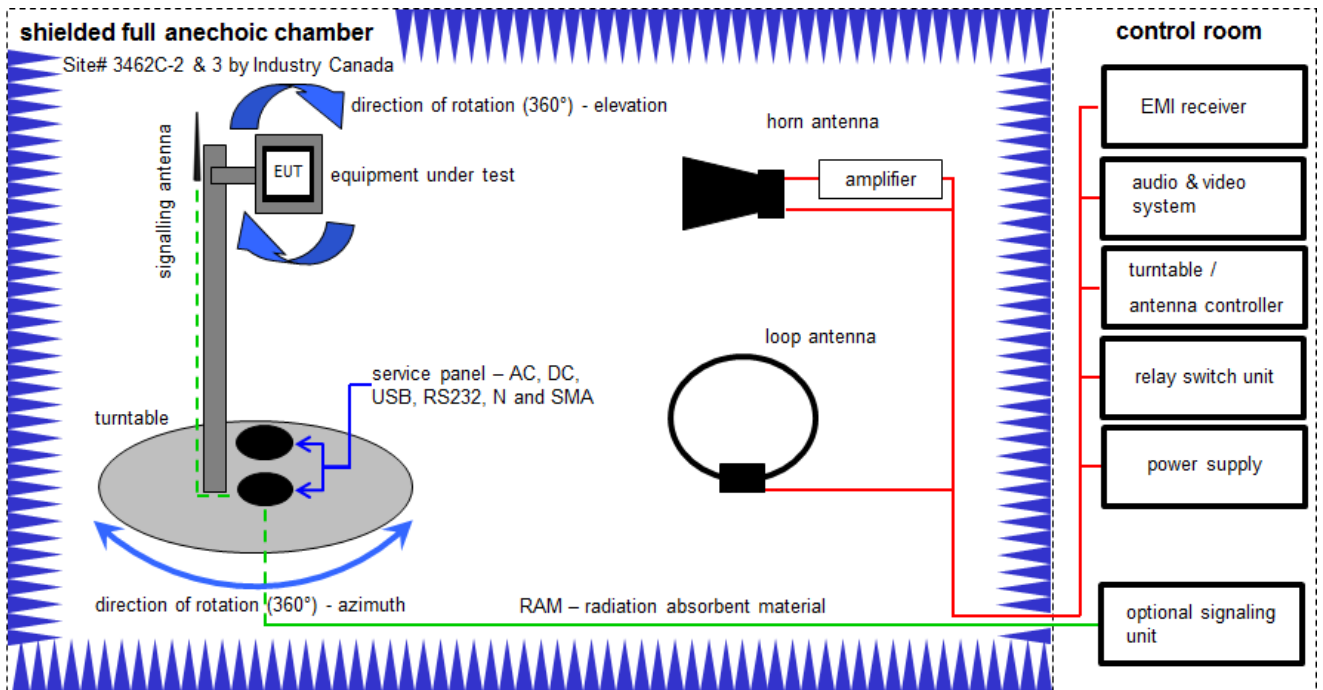 shielded full anechoic chamber
Site# 3462C-2 & 3 by Industry Canada
direction of rotation (360°) - elevation
signalling antenna
EUT
equipment under test
horn antenna
amplifier
loop antenna
service panel – AC, DC,
USB, RS232, N and SMA
turntable
direction of rotation (360°) - azimuth
RAM – radiation absorbent material
control room
EMI receiver
audio & video
system
turntable /
antenna controller
relay switch unit
power supply
optional signaling
unit